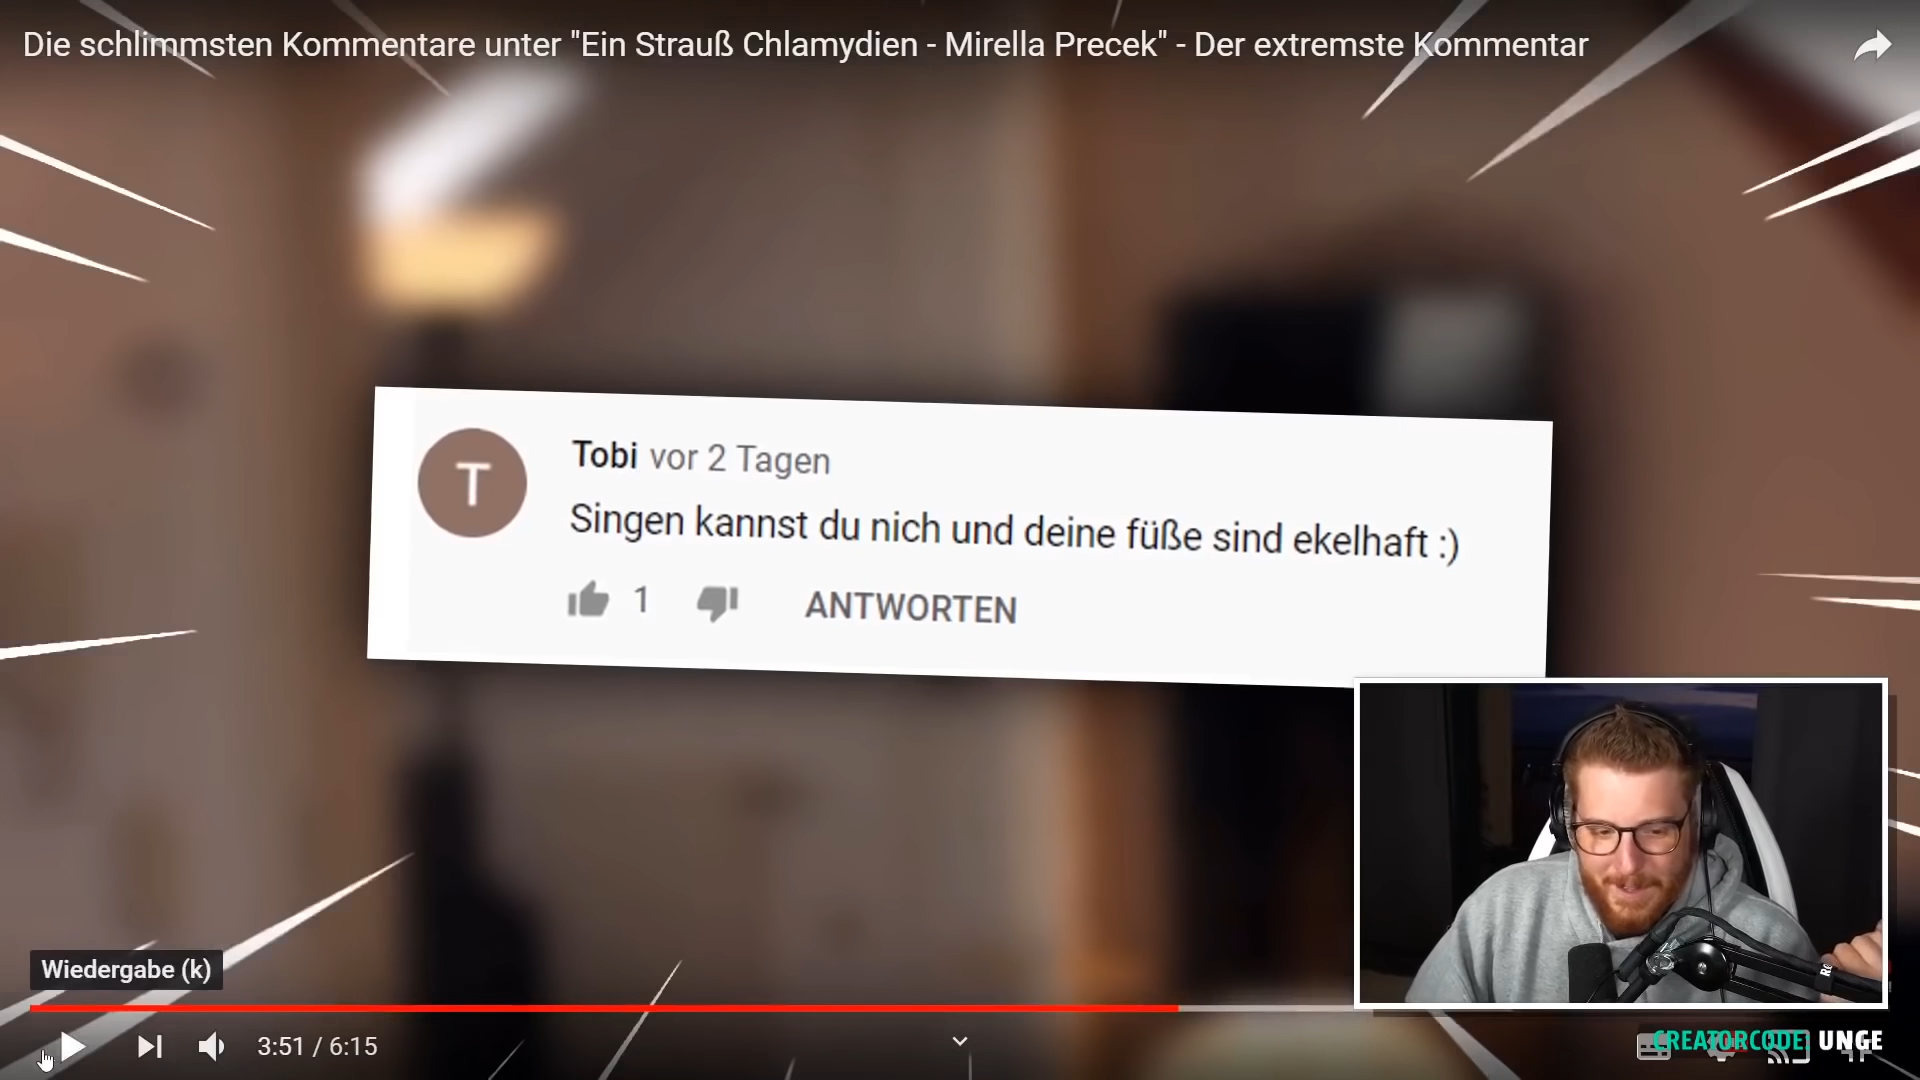 Die schlimmsten Kommentare unter "Ein Strauß Chlamydien - Mirella Precek" - Der extremste Kommentar
T
Tobi vor 2 Tagen
Singen kannst du nich und deine füße sind ekelhaft :)
1
ANTWORTEN
Wiedergabe (k)
3:51 / 6:15
CREATORCODE: UNGE